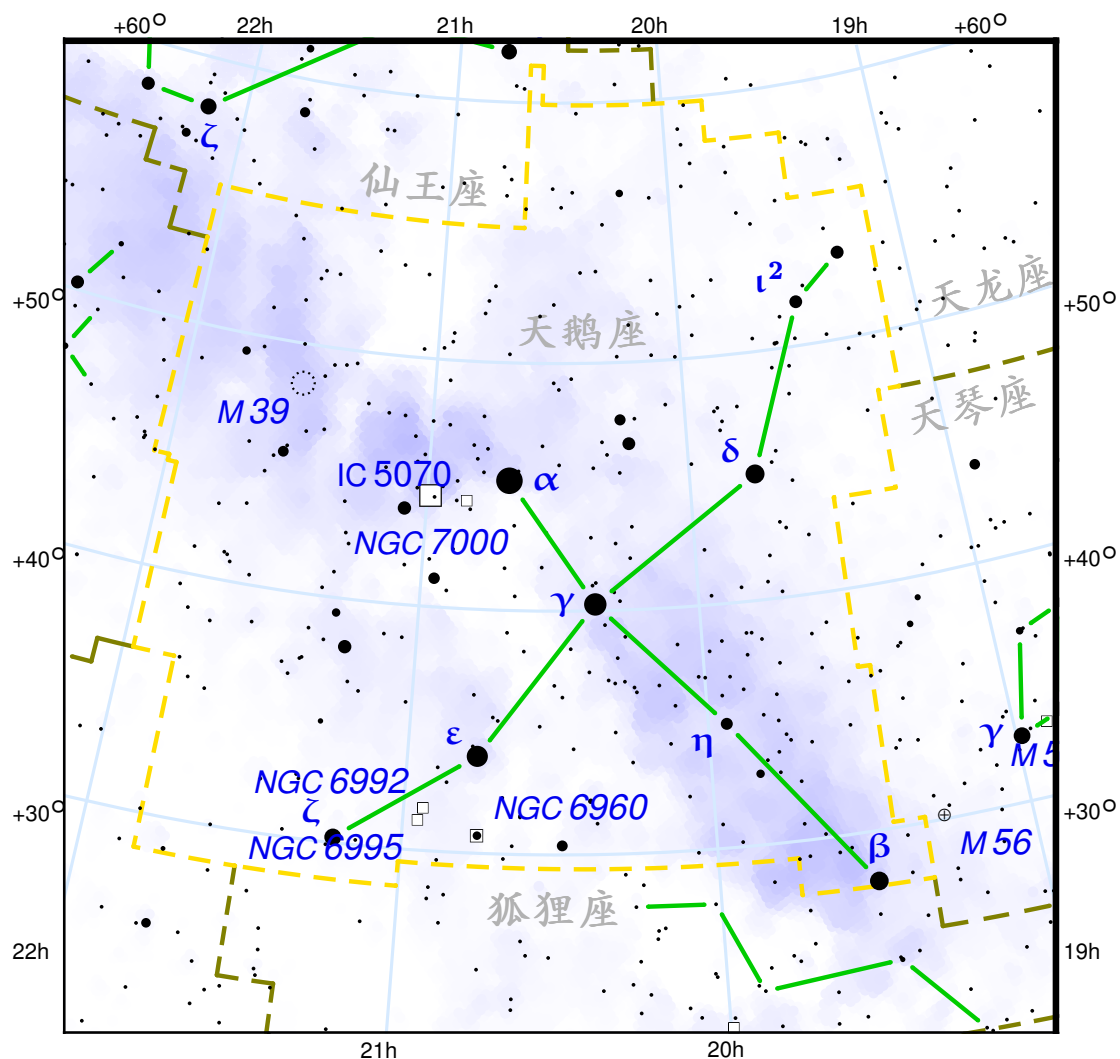 +60° 22h 21h 20h 19h +60°
ζ
仙王座
ι²
天龙座
+50° +50°
天鹅座
M 39
天琴座
δ
IC 5070
α
NGC 7000
+40° +40°
γ
ε
η
γ
M 5
NGC 6992
ζ
NGC 6960
+30° +30°
NGC 6995
β
M 56
狐狸座
22h 19h
21h 20h